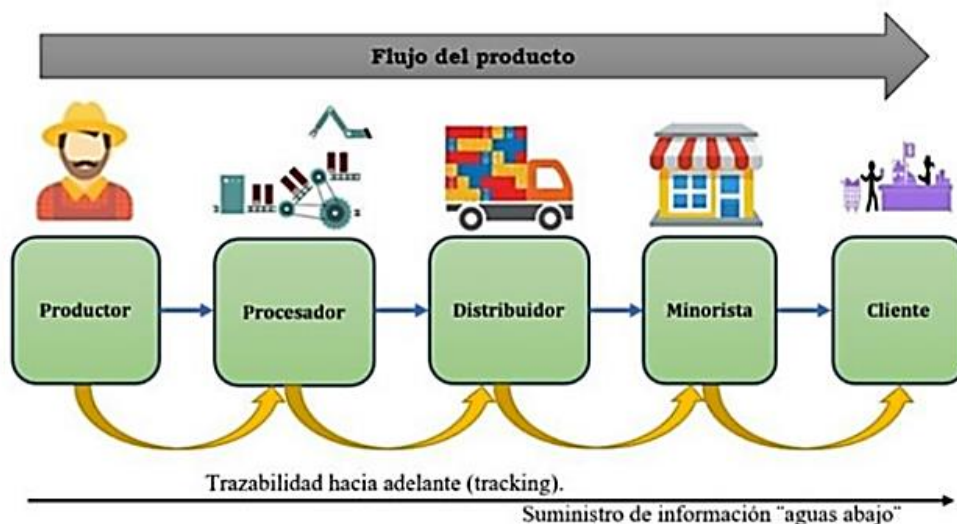 Flujo del producto
Productor
Procesador
Distribuidor
Minorista
Cliente
Trazabilidad hacia adelante (tracking).
Suministro de información ¨aguas abajo¨